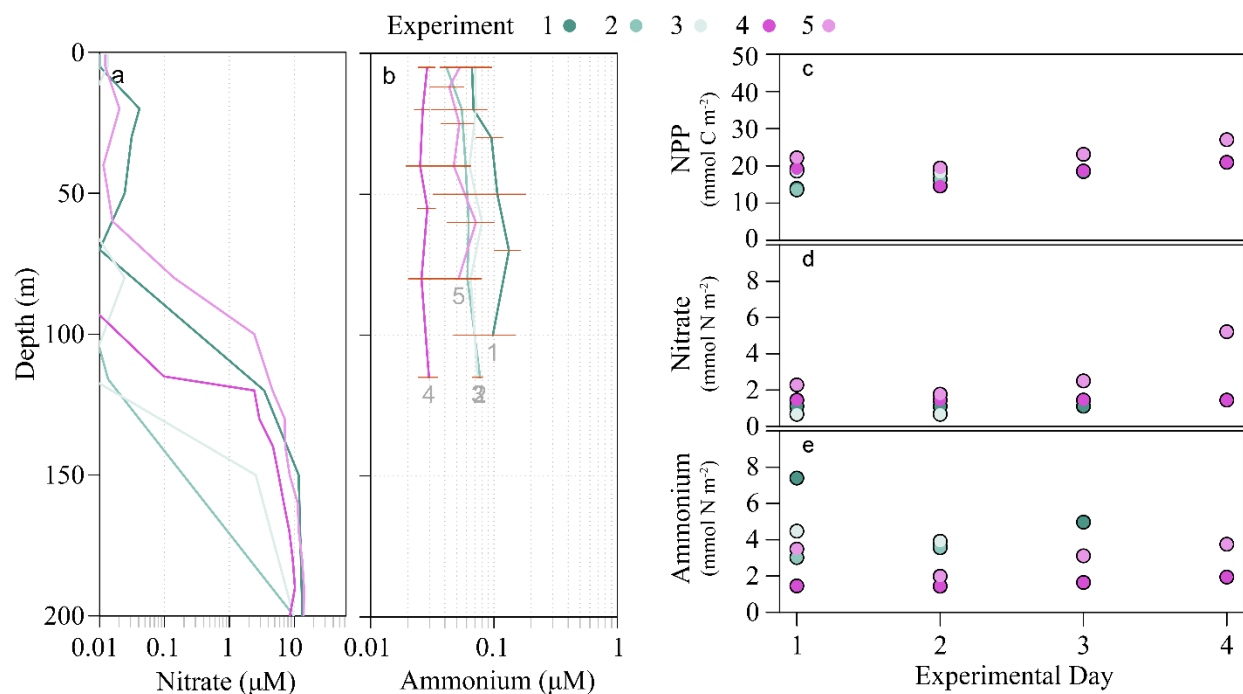 Experiment 1 2 3 4 5
a
0
50
100
150
200
Depth (m)
0.01 0.1 1 10
Nitrate (µM)
b
5
1
4
2
0.01 0.1 1
Ammonium (µM)
c
50
40
30
20
10
0
NPP
(mmol C m⁻²)
d
8
6
4
2
0
Nitrate
(mmol N m⁻²)
e
8
6
4
2
0
Ammonium
(mmol N m⁻²)
1 2 3 4
Experimental Day